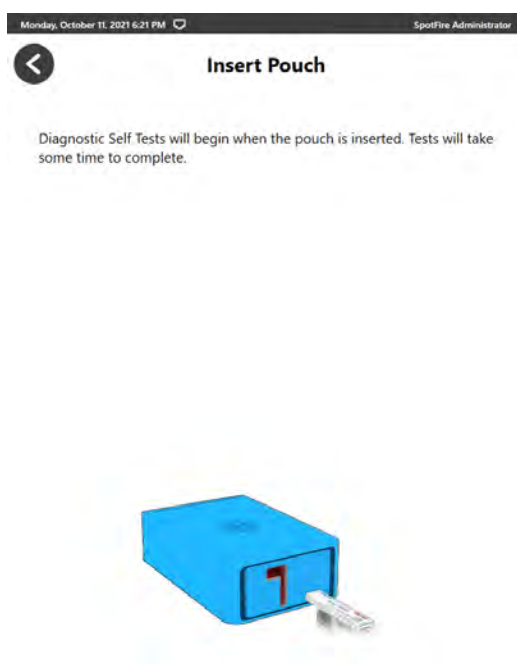 Monday, October 11, 2021 6:21 PM
SpotFire Administrator
Insert Pouch
Diagnostic Self Tests will begin when the pouch is inserted. Tests will take
some time to complete.